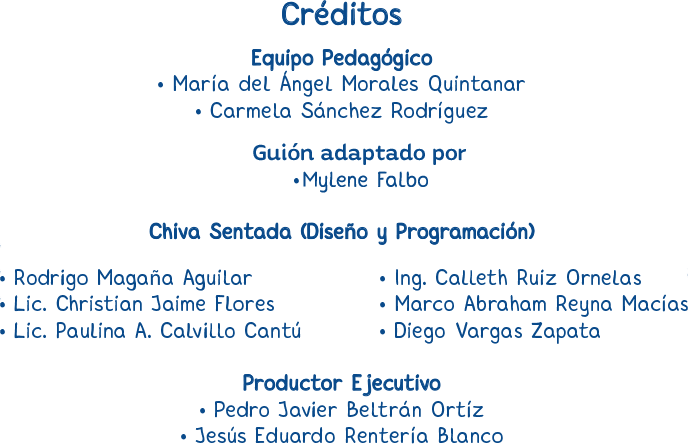 Créditos
Equipo Pedagógico
• María del Ángel Morales Quintanar
• Carmela Sánchez Rodríguez
Guión adaptado por
•Mylene Falbo
Chiva Sentada (Diseño y Programación)
• Rodrigo Magaña Aguilar
• Lic. Christian Jaime Flores
• Lic. Paulina A. Calvillo Cantú
• Ing. Calleth Ruiz Ornelas
• Marco Abraham Reyna Macías
• Diego Vargas Zapata
Productor Ejecutivo
• Pedro Javier Beltrán Ortíz
• Jesús Eduardo Rentería Blanco